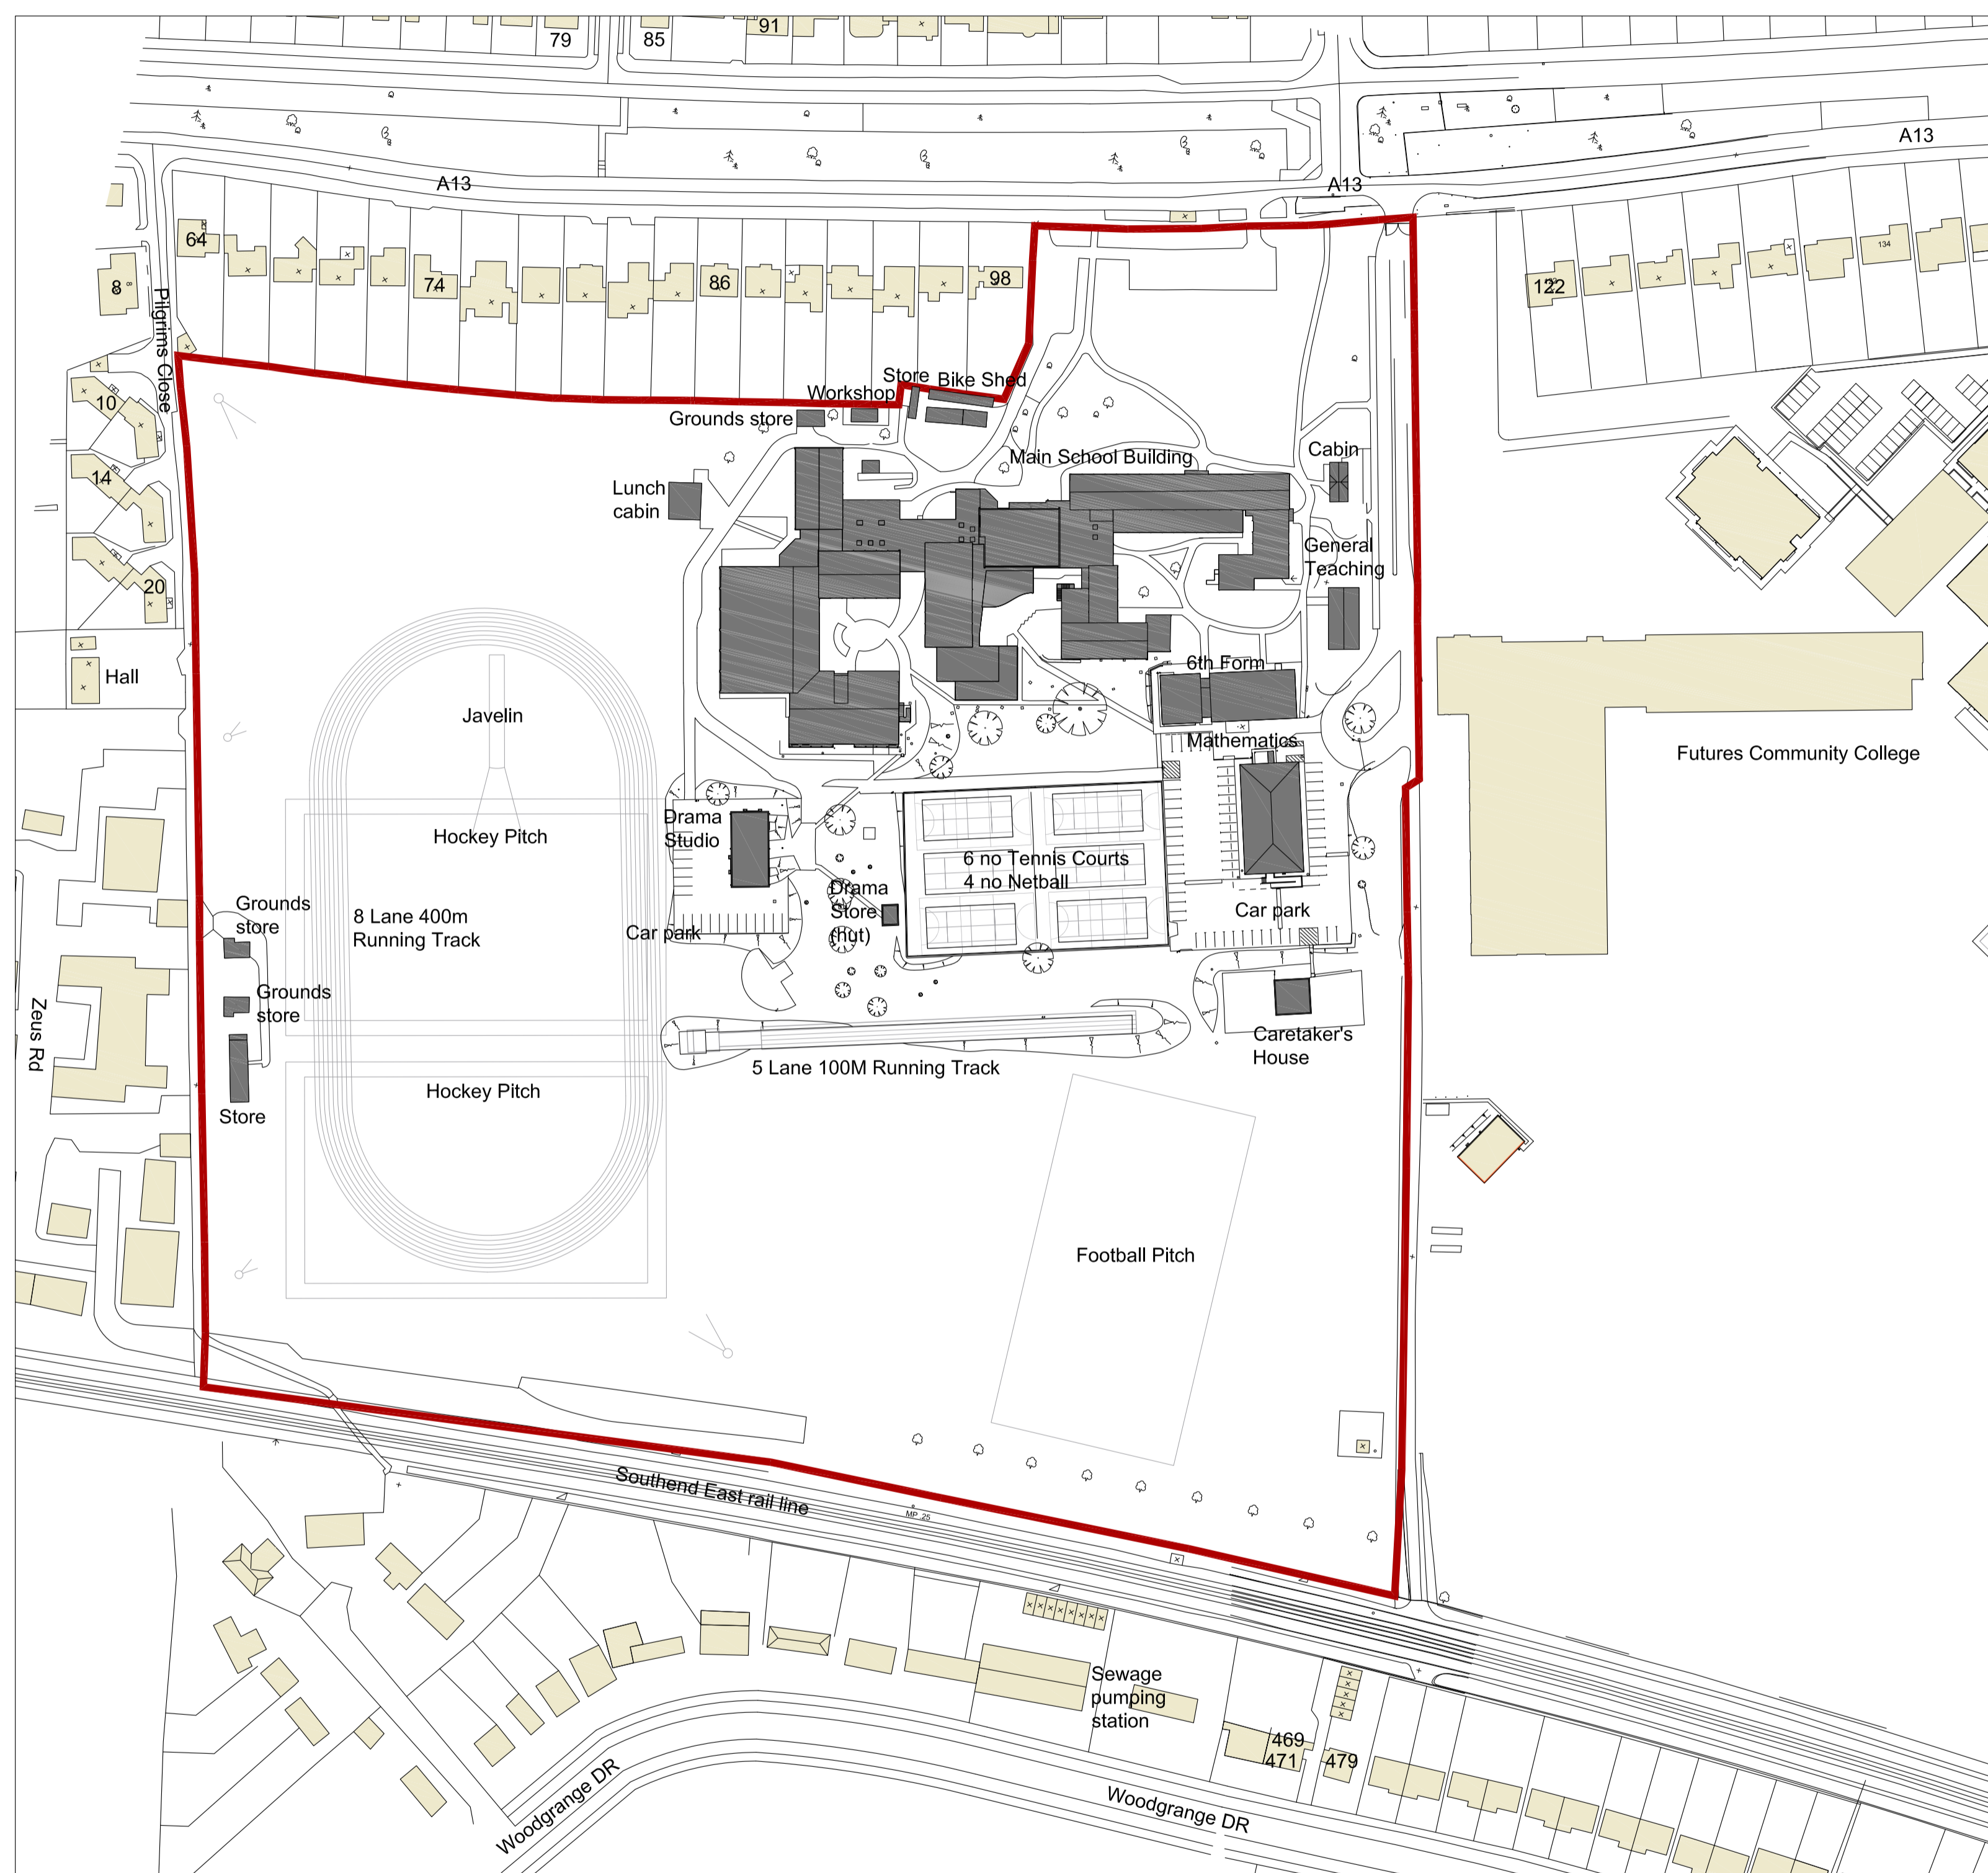 79
85
91
A13
A13
A13
64
74
86
98
8
8
122
134
Pilgrims Close
10
14
20
Hall
Store
Bike Shed
Workshop
Grounds store
Main School Building
Cabin
Lunch
cabin
General
Teaching
6th Form
Mathematics
Futures Community College
Javelin
Hockey Pitch
Drama
Studio
6 no Tennis Courts
4 no Netball
Drama
Store
(hut)
Car park
Car park
Grounds
store
8 Lane 400m
Running Track
Grounds
store
Zeus Rd
Caretaker's
House
5 Lane 100M Running Track
Hockey Pitch
Store
Football Pitch
Southend East rail line
MP .25
Sewage
pumping
station
469
471
479
Woodgrange DR
Woodgrange DR